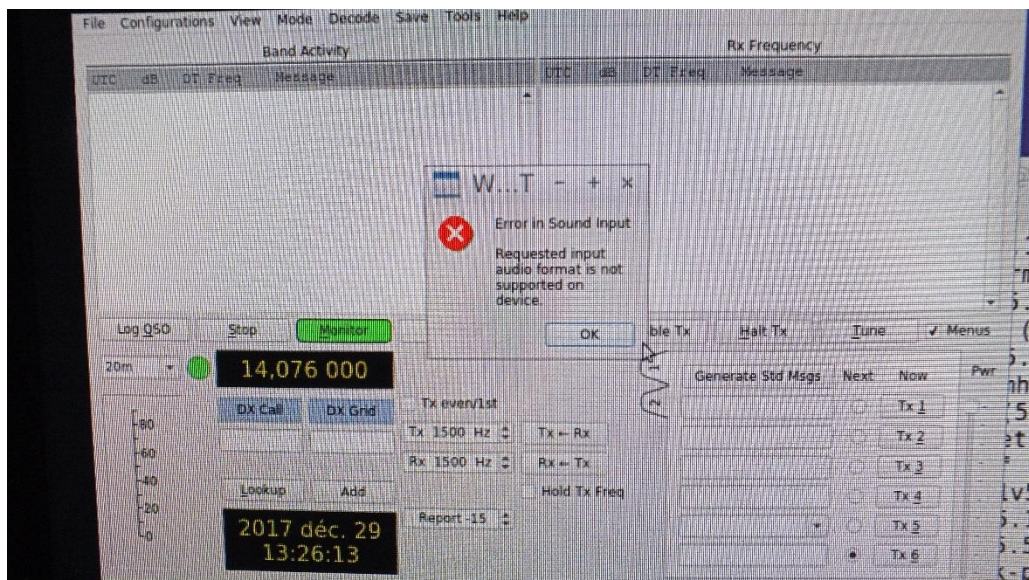 File Configurations View Mode Decode Save Tools Help
Band Activity
Rx Frequency
UTC dB DT Freq Message
UTC dB DT Freq Message
W...T - + ×
Error in Sound Input
Requested input
audio format is not
supported on
device.
OK
Log QSO Stop Monitor ble Tx Halt Tx Tune ✓ Menus
20m 14,076 000
Generate Std Msgs Next Now Pwr
DX Call DX Grid Tx even/1st
Tx 1
-80
Tx 1500 Hz Tx ← Rx
Tx 2
-60
Rx 1500 Hz Rx ← Tx
Tx 3
-40
Lookup Add Hold Tx Freq
Tx 4
-20
Report -15
Tx 5
0
2017 déc. 29
13:26:13
Tx 6